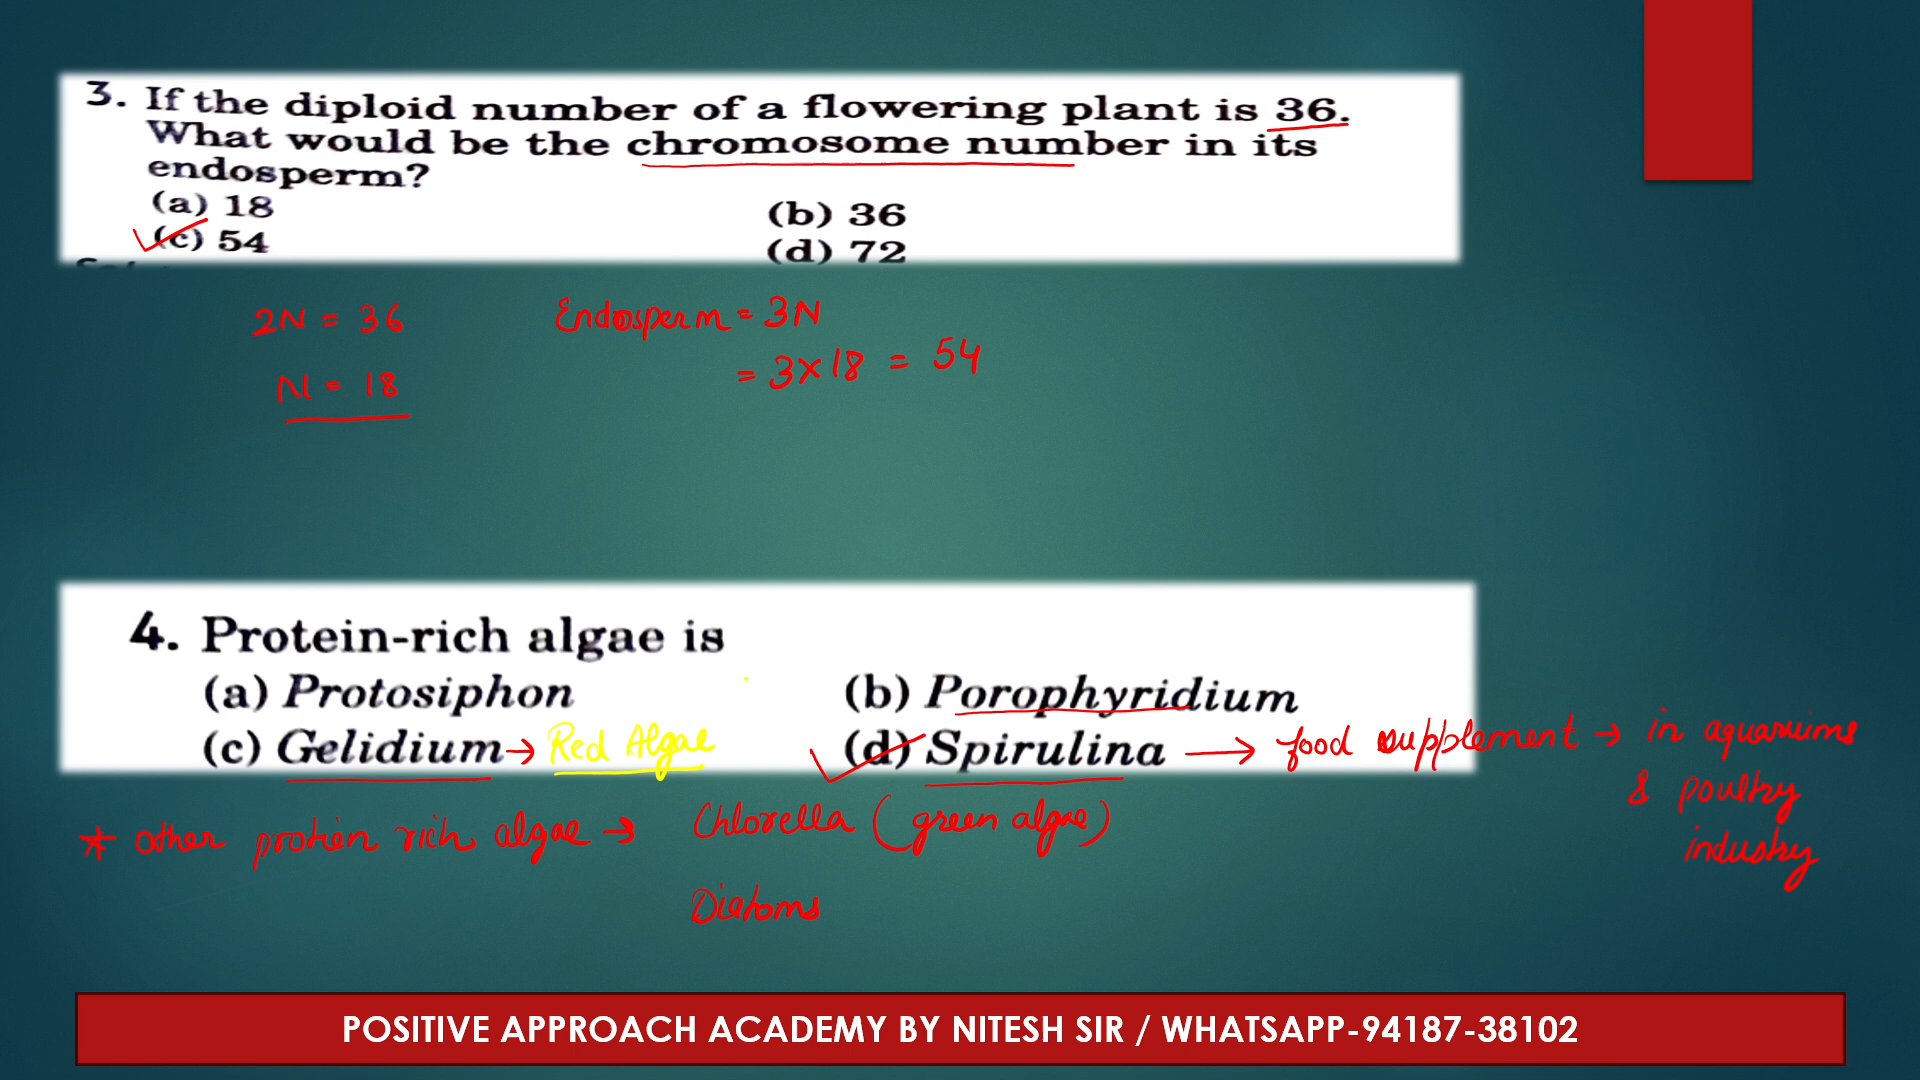 3. If the diploid number of a flowering plant is 36.
What would be the chromosome number in its
endosperm?
(a) 18 (b) 36
(c) 54 (d) 72
2N = 36 Endosperm = 3N
N = 18 = 3×18 = 54
4. Protein-rich algae is
(a) Protosiphon (b) Porophyridium
(c) Gelidium → Red Algae (d) Spirulina → food supplement → in aquariums
& poultry
industry
* other protien rich algae → Chlorella (green algae)
Diatoms
POSITIVE APPROACH ACADEMY BY NITESH SIR / WHATSAPP-94187-38102